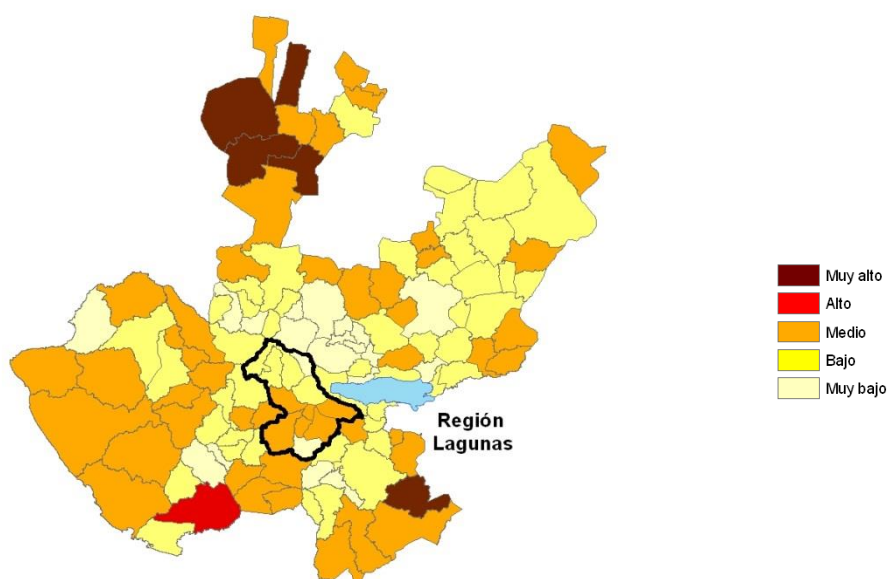 Muy alto
Alto
Medio
Bajo
Muy bajo
Región
Lagunas